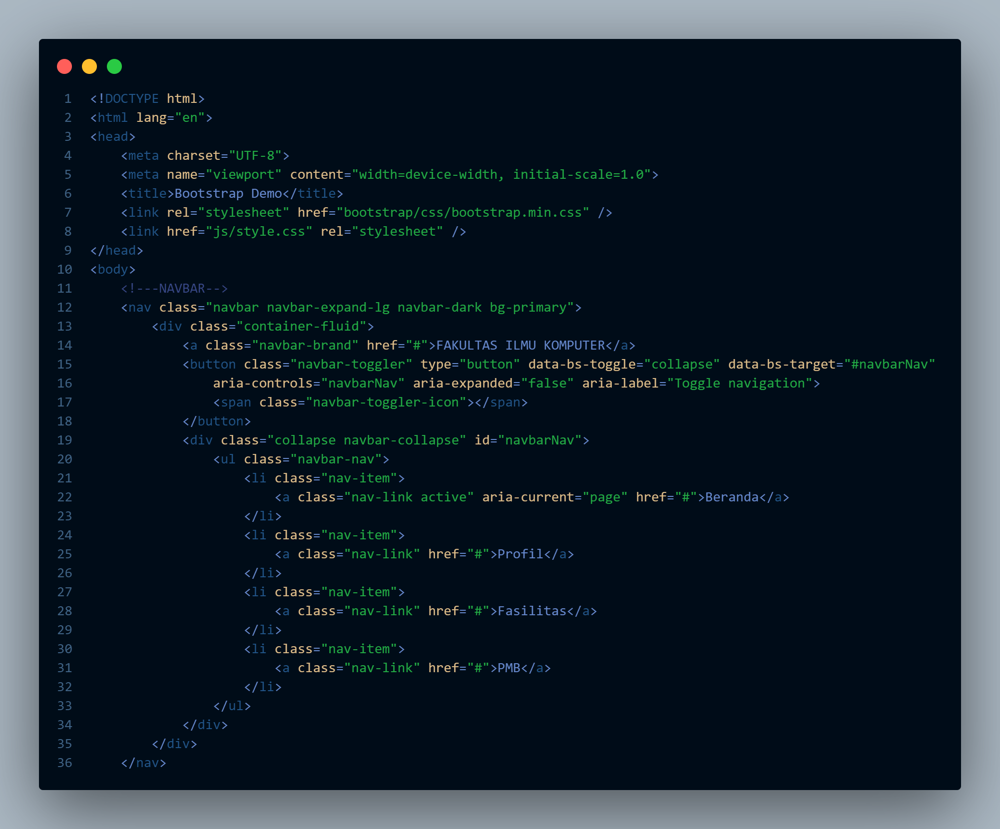 1 <!DOCTYPE html>
2 <html lang="en">
3 <head>
4     <meta charset="UTF-8">
5     <meta name="viewport" content="width=device-width, initial-scale=1.0">
6     <title>Bootstrap Demo</title>
7     <link rel="stylesheet" href="bootstrap/css/bootstrap.min.css" />
8     <link href="js/style.css" rel="stylesheet" />
9 </head>
10 <body>
11     <!---NAVBAR-->
12     <nav class="navbar navbar-expand-lg navbar-dark bg-primary">
13         <div class="container-fluid">
14             <a class="navbar-brand" href="#">FAKULTAS ILMU KOMPUTER</a>
15             <button class="navbar-toggler" type="button" data-bs-toggle="collapse" data-bs-target="#navbarNav"
16                 aria-controls="navbarNav" aria-expanded="false" aria-label="Toggle navigation">
17                 <span class="navbar-toggler-icon"></span>
18             </button>
19             <div class="collapse navbar-collapse" id="navbarNav">
20                 <ul class="navbar-nav">
21                     <li class="nav-item">
22                         <a class="nav-link active" aria-current="page" href="#">Beranda</a>
23                     </li>
24                     <li class="nav-item">
25                         <a class="nav-link" href="#">Profil</a>
26                     </li>
27                     <li class="nav-item">
28                         <a class="nav-link" href="#">Fasilitas</a>
29                     </li>
30                     <li class="nav-item">
31                         <a class="nav-link" href="#">PMB</a>
32                     </li>
33                 </ul>
34             </div>
35         </div>
36     </nav>